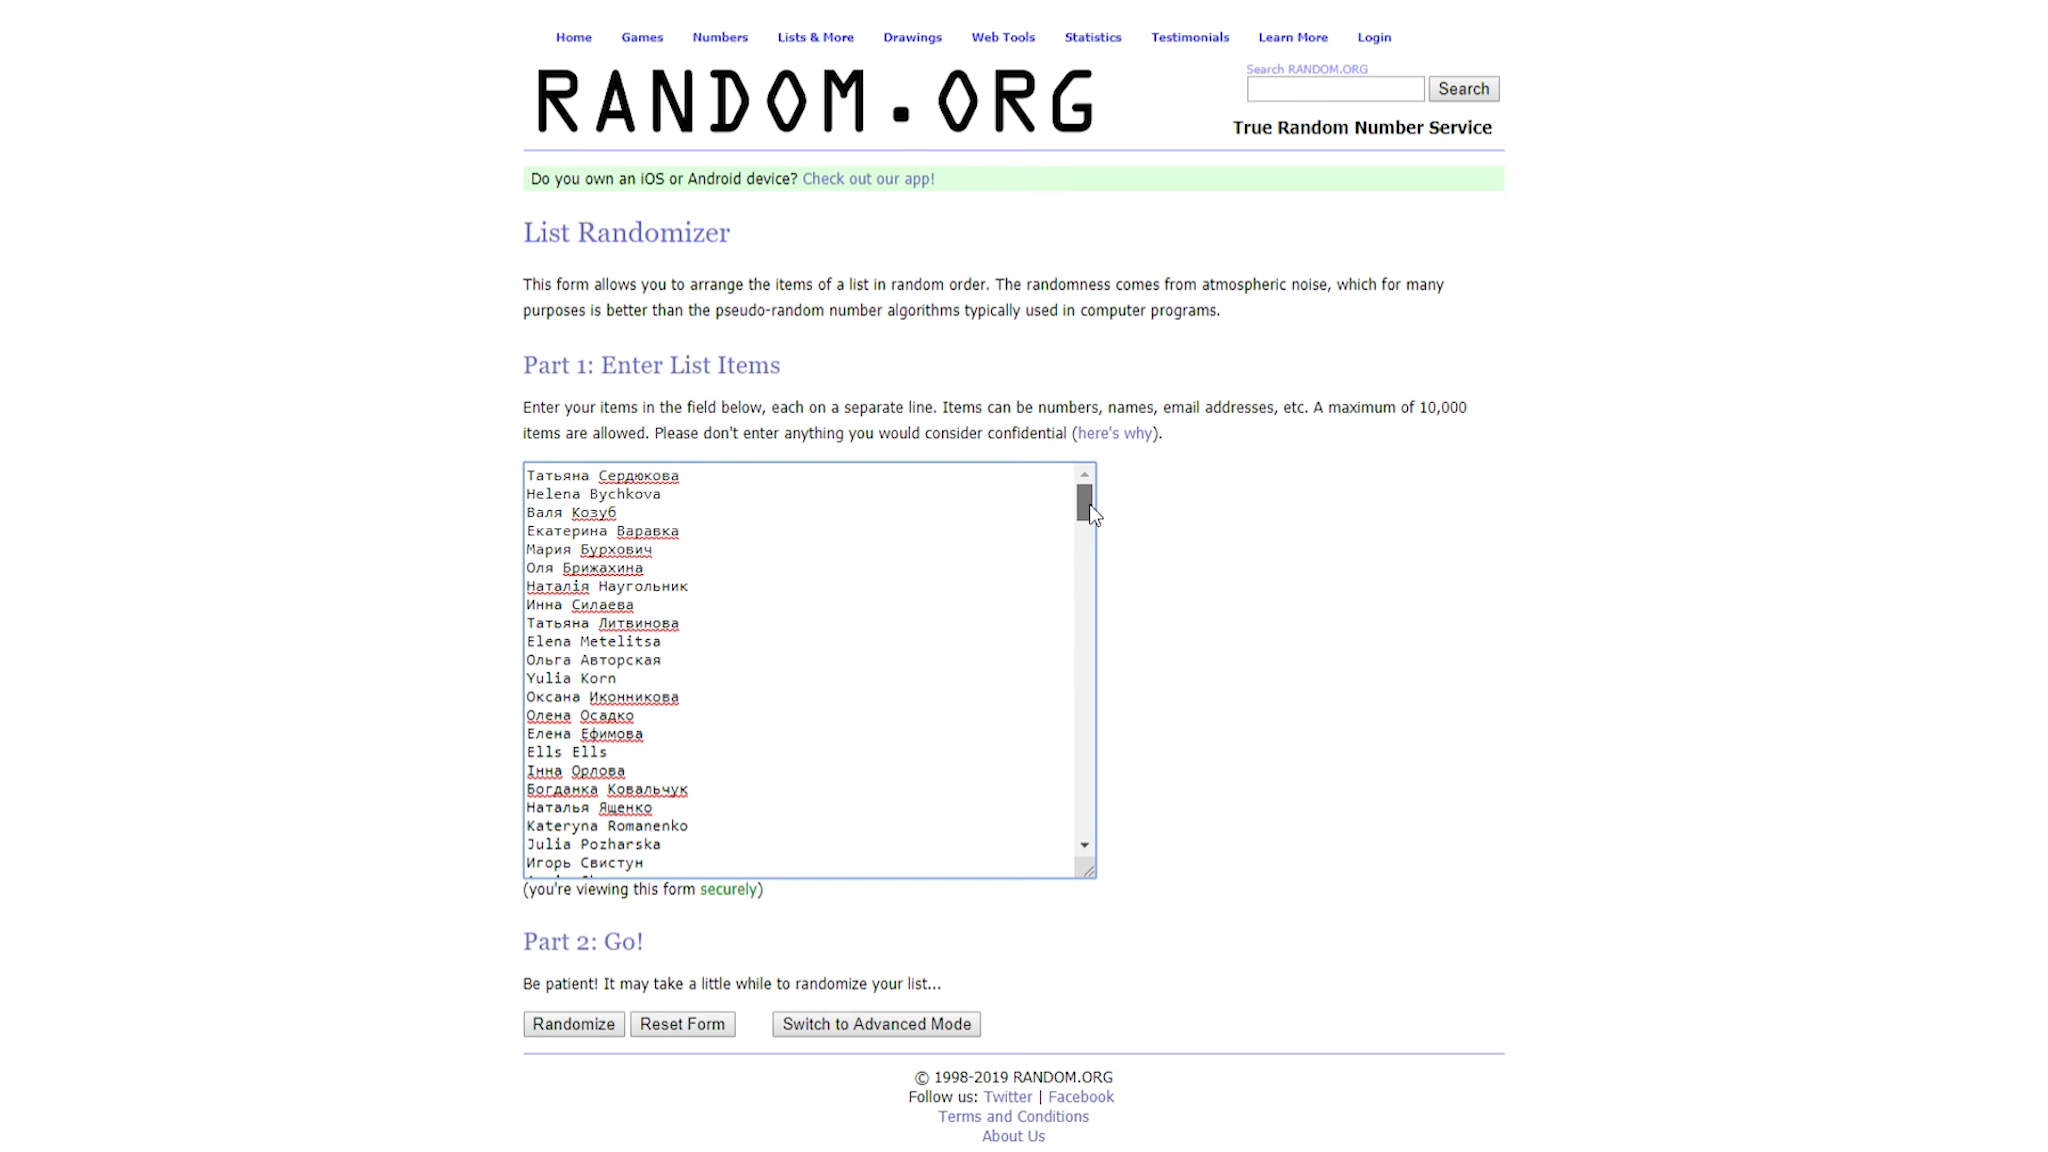 Home Games Numbers Lists & More Drawings Web Tools Statistics Testimonials Learn More Login
RANDOM.ORG
Search RANDOM.ORG
Search
True Random Number Service
Do you own an iOS or Android device? Check out our app!
List Randomizer
This form allows you to arrange the items of a list in random order. The randomness comes from atmospheric noise, which for many
purposes is better than the pseudo-random number algorithms typically used in computer programs.
Part 1: Enter List Items
Enter your items in the field below, each on a separate line. Items can be numbers, names, email addresses, etc. A maximum of 10,000
items are allowed. Please don't enter anything you would consider confidential (here's why).
Татьяна Сердюкова
Helena Bychkova
Валя Козуб
Екатерина Варавка
Мария Бурхович
Оля Брижахина
Наталія Наугольник
Инна Силаева
Татьяна Литвинова
Elena Metelitsa
Ольга Авторская
Yulia Korn
Оксана Иконникова
Олена Осадко
Елена Ефимова
Ells Ells
Інна Орлова
Богданка Ковальчук
Наталья Ященко
Kateryna Romanenko
Julia Pozharska
Игорь Свистун
(you're viewing this form securely)
Part 2: Go!
Be patient! It may take a little while to randomize your list...
Randomize Reset Form Switch to Advanced Mode
© 1998-2019 RANDOM.ORG
Follow us: Twitter | Facebook
Terms and Conditions
About Us